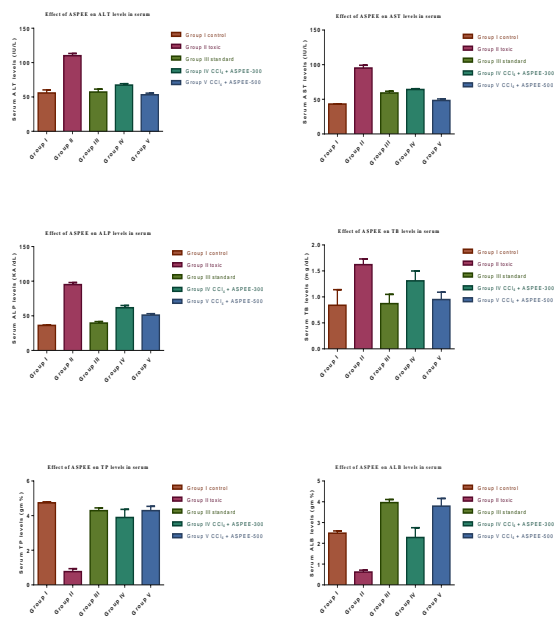 Effect of ASPEE on ALT levels in serum
Serum ALT levels (IU/L)
150
100
50
0
Group I
Group II
Group III
Group IV
Group V
Group I control
Group II toxic
Group III standard
Group IV CCl4 + ASPEE-300
Group V CCl4 + ASPEE-500
Effect of ASPEE on AST levels in serum
Serum AST levels (IU/L)
150
100
50
0
Group I
Group II
Group III
Group IV
Group V
Group I control
Group II toxic
Group III standard
Group IV CCl4 + ASPEE-300
Group V CCl4 + ASPEE-500
Effect of ASPEE on ALP levels in serum
Serum ALP levels (KA/dL)
150
100
50
0
Group I
Group II
Group III
Group IV
Group V
Group I control
Group II toxic
Group III standard
Group IV CCl4 + ASPEE-300
Group V CCl4 + ASPEE-500
Effect of ASPEE on TB levels in serum
Serum TB levels (mg/dL)
2.0
1.5
1.0
0.5
0.0
Group I
Group II
Group III
Group IV
Group V
Group I control
Group II toxic
Group III standard
Group IV CCl4 + ASPEE-300
Group V CCl4 + ASPEE-500
Effect of ASPEE on TP levels in serum
Serum TP levels (gm%)
6
4
2
0
Group I
Group II
Group III
Group IV
Group V
Group I control
Group II toxic
Group III standard
Group IV CCl4 + ASPEE-300
Group V CCl4 + ASPEE-500
Effect of ASPEE on ALB levels in serum
Serum ALB levels (gm%)
5
4
3
2
1
0
Group I
Group II
Group III
Group IV
Group V
Group I control
Group II toxic
Group III standard
Group IV CCl4 + ASPEE-300
Group V CCl4 + ASPEE-500